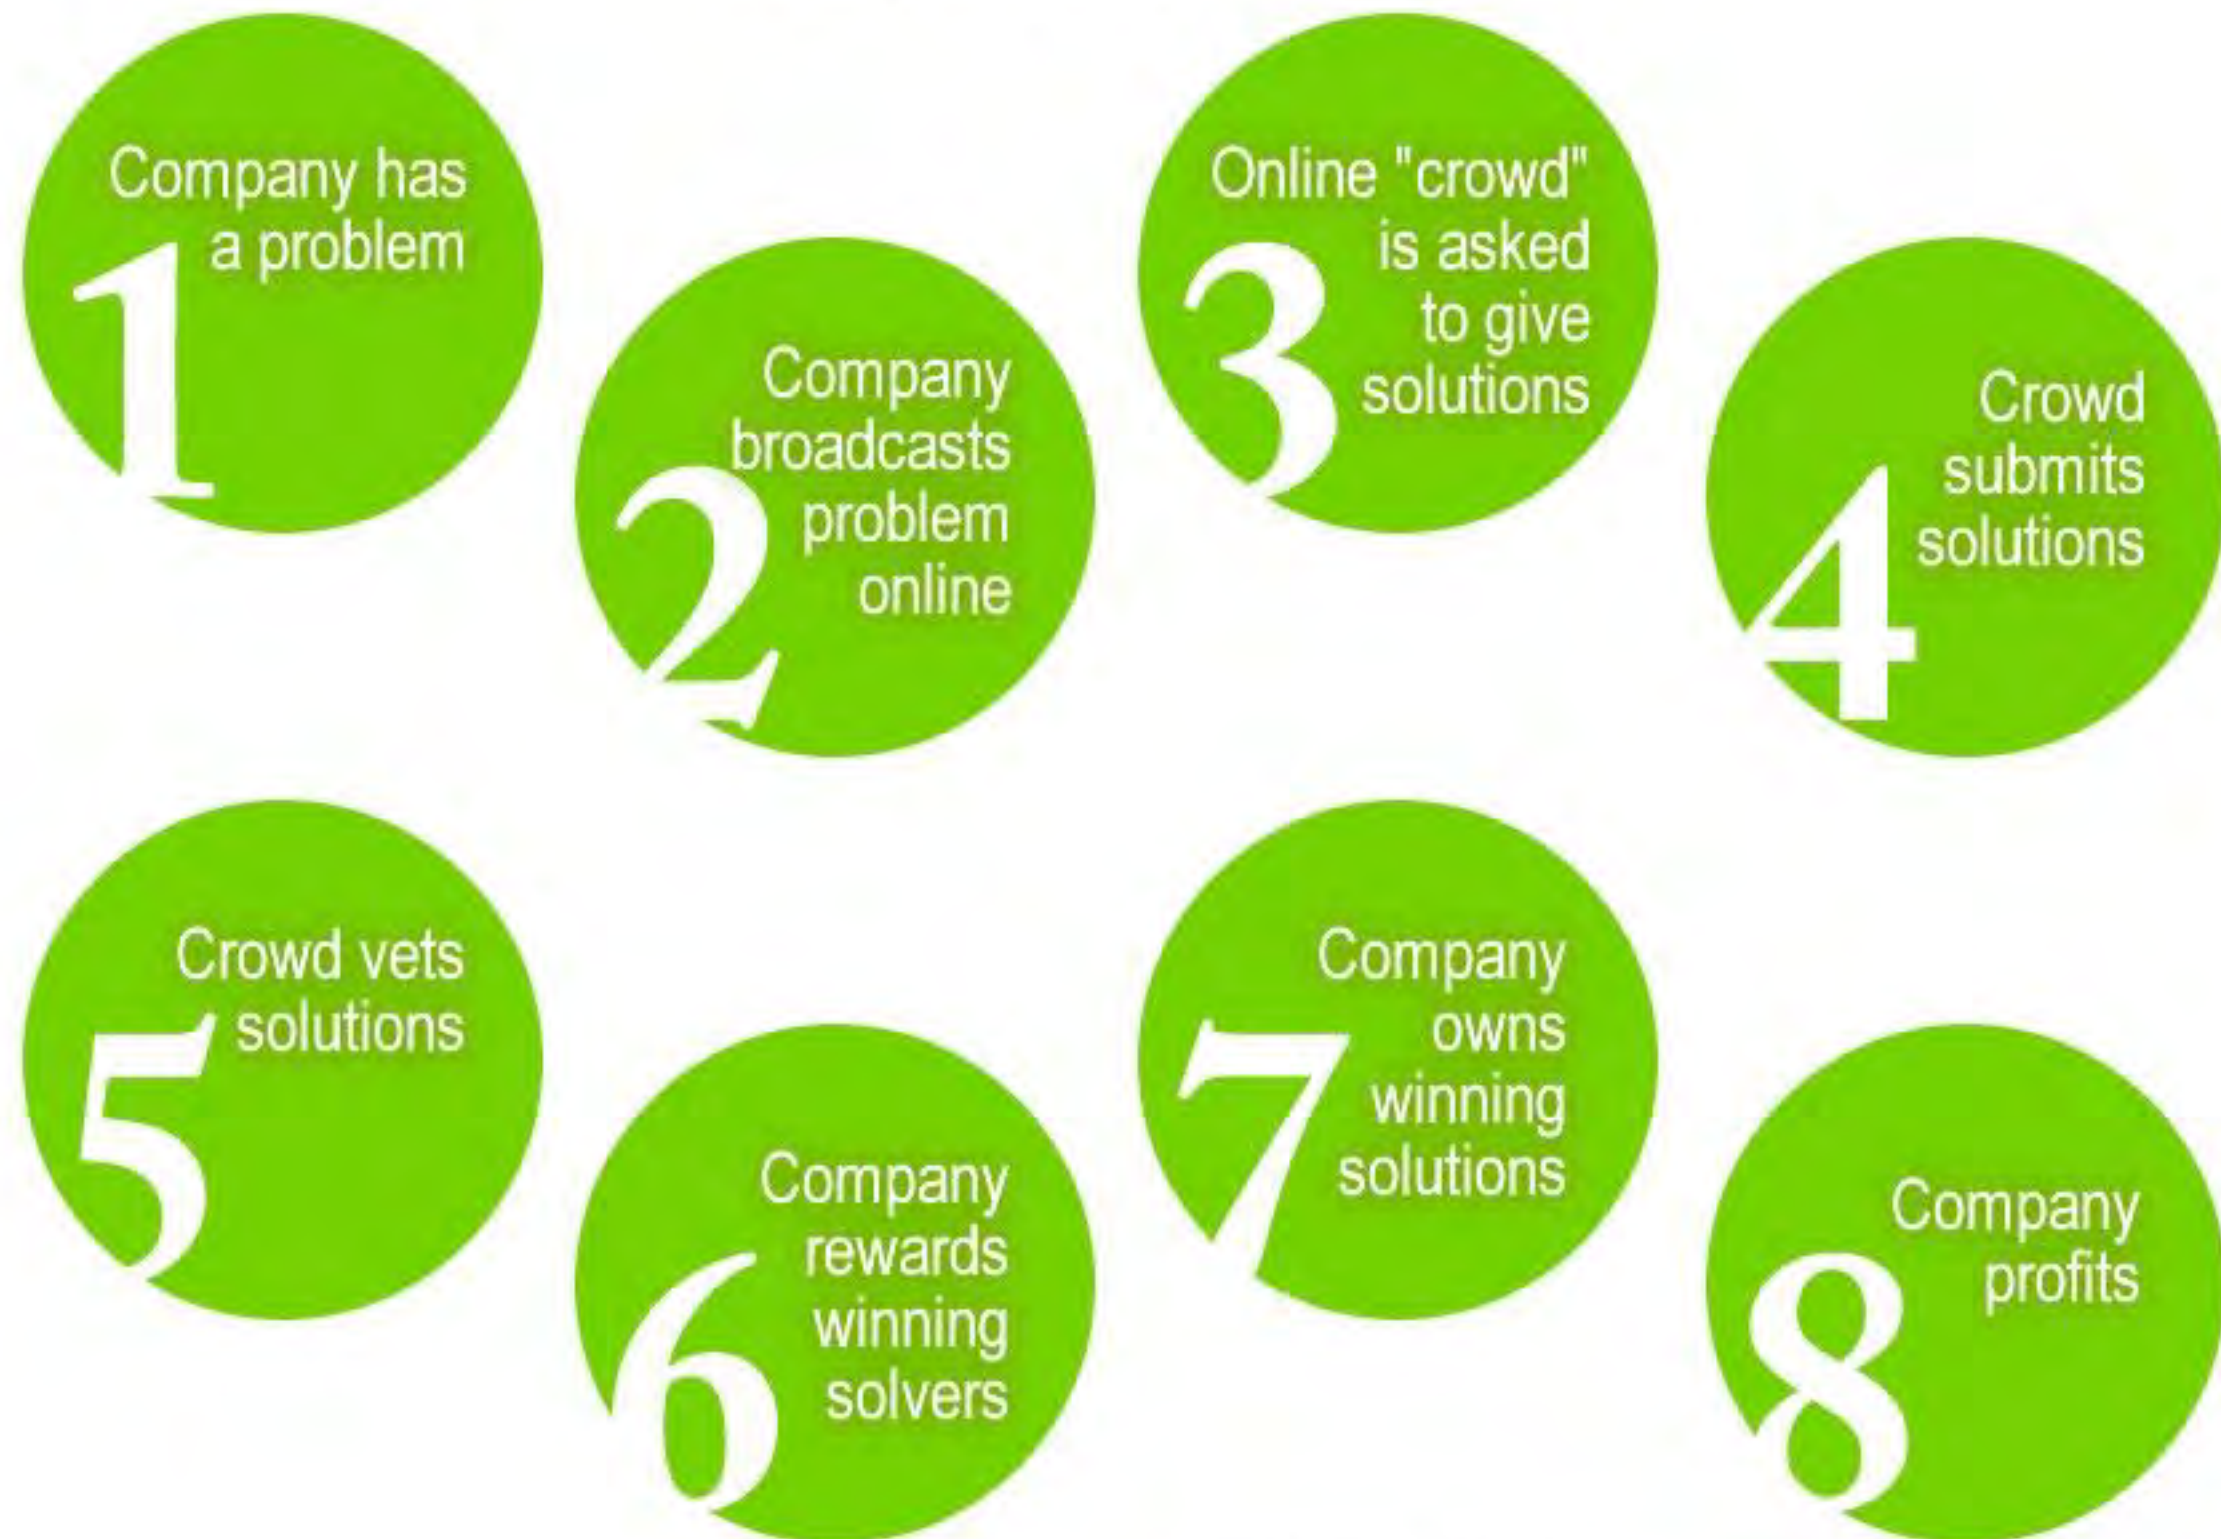 1
Company has
a problem
2
Company
broadcasts
problem
online
3
Online "crowd"
is asked
to give
solutions
4
Crowd
submits
solutions
5
Crowd vets
solutions
6
Company
rewards
winning
solvers
7
Company
owns
winning
solutions
8
Company
profits